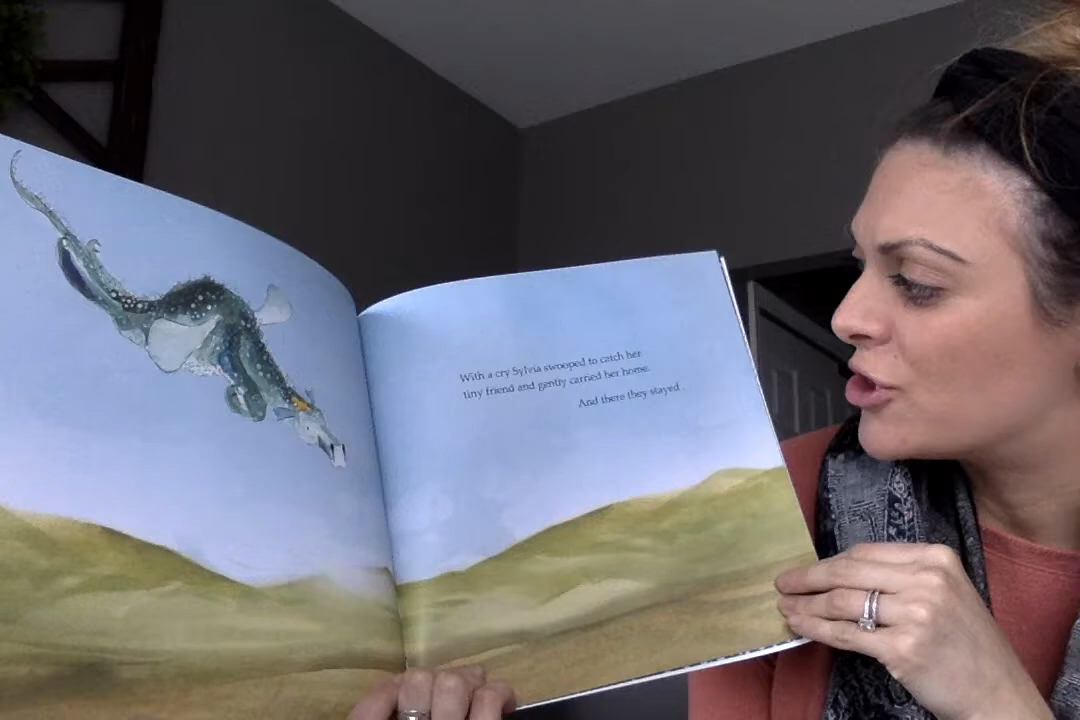 With a cry Sylvia swooped to catch her
tiny friend and gently carried her home.
And there they stayed